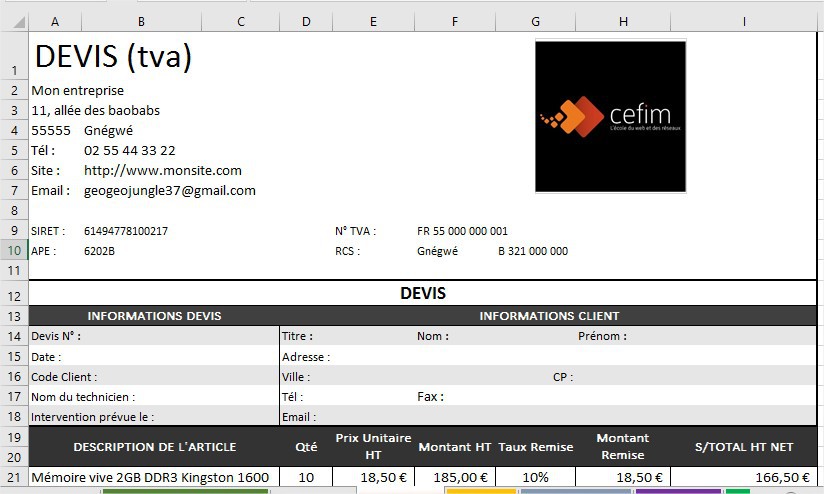 A B C D E F G H I
1 DEVIS (tva)
cefim
L'école du web et des réseaux
2 Mon entreprise
3 11, allée des baobabs
4 55555 Gnégwé
5 Tél : 02 55 44 33 22
6 Site : http://www.monsite.com
7 Email : geogeojungle37@gmail.com
8
9 SIRET : 61494778100217 N° TVA : FR 55 000 000 001
10 APE : 6202B RCS : Gnégwé B 321 000 000
11
12 DEVIS
13 INFORMATIONS DEVIS INFORMATIONS CLIENT
14 Devis N° : Titre : Nom : Prénom :
15 Date : Adresse :
16 Code Client : Ville : CP :
17 Nom du technicien : Tél : Fax :
18 Intervention prévue le : Email :
19
20 DESCRIPTION DE L'ARTICLE Qté Prix Unitaire HT Montant HT Taux Remise Montant Remise S/TOTAL HT NET
21 Mémoire vive 2GB DDR3 Kingston 1600 10 18,50 € 185,00 € 10% 18,50 € 166,50 €